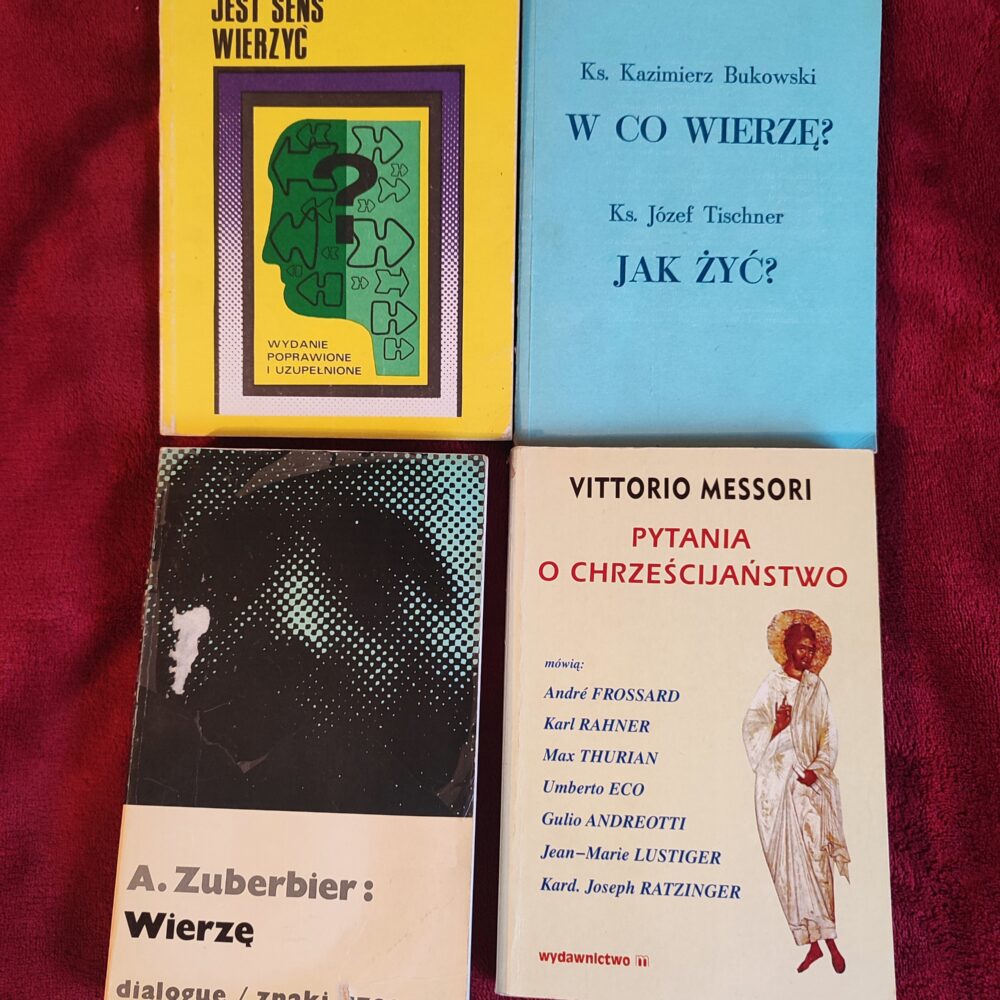 JEST SENS
WIERZYĆ
?
WYDANIE
POPRAWIONE
I UZUPEŁNIONE
Ks. Kazimierz Bukowski
W CO WIERZĘ?
Ks. Józef Tischner
JAK ŻYĆ?
A. Zuberbier:
Wierzę
dialogue / znaki
VITTORIO MESSORI
PYTANIA
O CHRZEŚCIJAŃSTWO
mówią:
André FROSSARD
Karl RAHNER
Max THURIAN
Umberto ECO
Gulio ANDREOTTI
Jean-Marie LUSTIGER
Kard. Joseph RATZINGER
wydawnictwo m